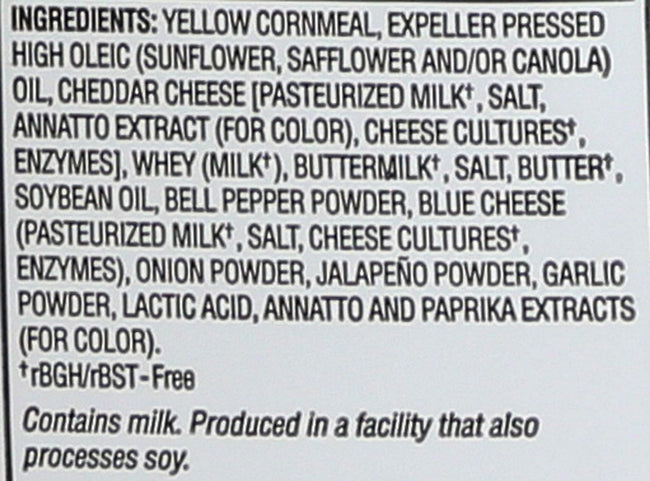 INGREDIENTS: YELLOW CORNMEAL, EXPELLER PRESSED
HIGH OLEIC (SUNFLOWER, SAFFLOWER AND/OR CANOLA)
OIL, CHEDDAR CHEESE [PASTEURIZED MILK†, SALT,
ANNATTO EXTRACT (FOR COLOR), CHEESE CULTURES†,
ENZYMES], WHEY (MILK†), BUTTERMILK†, SALT, BUTTER†,
SOYBEAN OIL, BELL PEPPER POWDER, BLUE CHEESE
(PASTEURIZED MILK†, SALT, CHEESE CULTURES†,
ENZYMES), ONION POWDER, JALAPEÑO POWDER, GARLIC
POWDER, LACTIC ACID, ANNATTO AND PAPRIKA EXTRACTS
(FOR COLOR).
†rBGH/rBST-Free
Contains milk. Produced in a facility that also
processes soy.